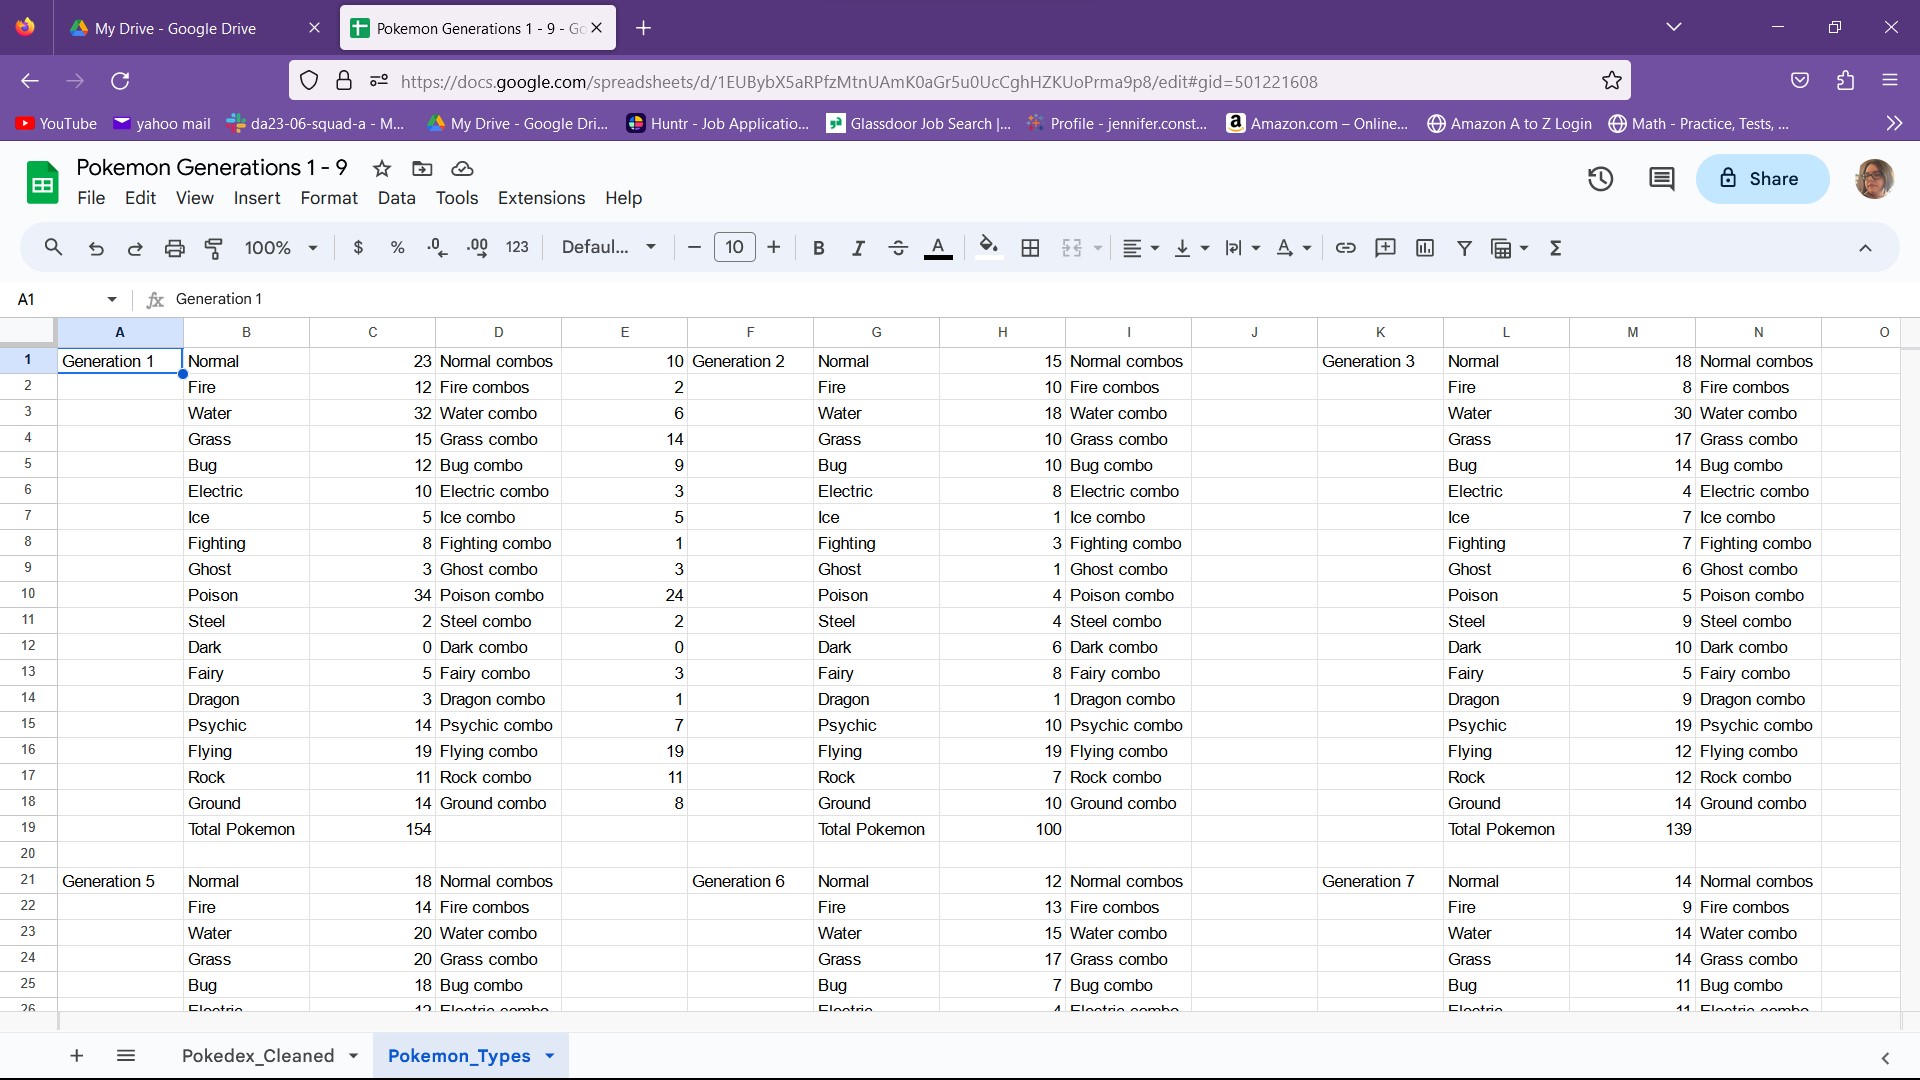 My Drive - Google Drive
Pokemon Generations 1 - 9 - Go
https://docs.google.com/spreadsheets/d/1EUBybX5aRPfzMtnUAmK0aGr5u0UcCghHZKUoPrma9p8/edit#gid=501221608
YouTube yahoo mail da23-06-squad-a - M... My Drive - Google Dri... Huntr - Job Applicatio... Glassdoor Job Search |... Profile - jennifer.const... Amazon.com – Online... Amazon A to Z Login Math - Practice, Tests, ...
Pokemon Generations 1 - 9
File Edit View Insert Format Data Tools Extensions Help
Share
100% $ % .0 .00 123 Defaul... 10 B I A
A1 fx Generation 1
A B C D E F G H I J K L M N O
1 Generation 1 Normal 23 Normal combos 10 Generation 2 Normal 15 Normal combos Generation 3 Normal 18 Normal combos
2 Fire 12 Fire combos 2 Fire 10 Fire combos Fire 8 Fire combos
3 Water 32 Water combo 6 Water 18 Water combo Water 30 Water combo
4 Grass 15 Grass combo 14 Grass 10 Grass combo Grass 17 Grass combo
5 Bug 12 Bug combo 9 Bug 10 Bug combo Bug 14 Bug combo
6 Electric 10 Electric combo 3 Electric 8 Electric combo Electric 4 Electric combo
7 Ice 5 Ice combo 5 Ice 1 Ice combo Ice 7 Ice combo
8 Fighting 8 Fighting combo 1 Fighting 3 Fighting combo Fighting 7 Fighting combo
9 Ghost 3 Ghost combo 3 Ghost 1 Ghost combo Ghost 6 Ghost combo
10 Poison 34 Poison combo 24 Poison 4 Poison combo Poison 5 Poison combo
11 Steel 2 Steel combo 2 Steel 4 Steel combo Steel 9 Steel combo
12 Dark 0 Dark combo 0 Dark 6 Dark combo Dark 10 Dark combo
13 Fairy 5 Fairy combo 3 Fairy 8 Fairy combo Fairy 5 Fairy combo
14 Dragon 3 Dragon combo 1 Dragon 1 Dragon combo Dragon 9 Dragon combo
15 Psychic 14 Psychic combo 7 Psychic 10 Psychic combo Psychic 19 Psychic combo
16 Flying 19 Flying combo 19 Flying 19 Flying combo Flying 12 Flying combo
17 Rock 11 Rock combo 11 Rock 7 Rock combo Rock 12 Rock combo
18 Ground 14 Ground combo 8 Ground 10 Ground combo Ground 14 Ground combo
19 Total Pokemon 154 Total Pokemon 100 Total Pokemon 139
20
21 Generation 5 Normal 18 Normal combos Generation 6 Normal 12 Normal combos Generation 7 Normal 14 Normal combos
22 Fire 14 Fire combos Fire 13 Fire combos Fire 9 Fire combos
23 Water 20 Water combo Water 15 Water combo Water 14 Water combo
24 Grass 20 Grass combo Grass 17 Grass combo Grass 14 Grass combo
25 Bug 18 Bug combo Bug 7 Bug combo Bug 11 Bug combo
26 Electric 12 Electric combo Electric 4 Electric combo Electric 11 Electric combo
Pokedex_Cleaned Pokemon_Types